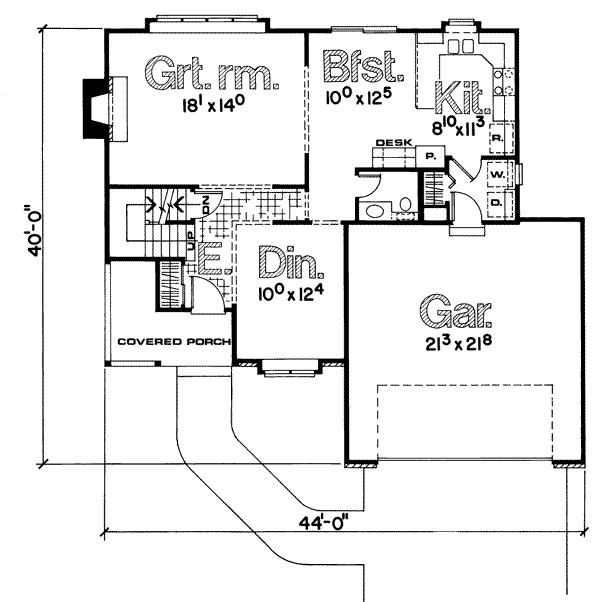 Grt. rm.
18¹ x 14⁰
Bfst.
10⁰ x 12⁵
Kit.
8¹⁰ x 11³
R.
DESK
P.
W.
D.
DN
UP
E.
Din.
10⁰ x 12⁴
Gar.
21³ x 21⁸
COVERED PORCH
40'-0"
44'-0"